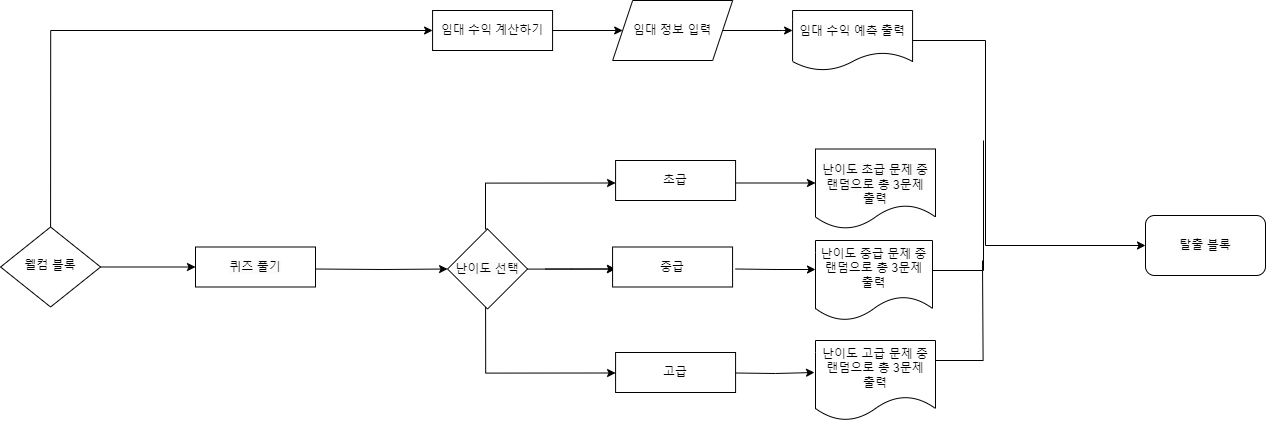 임대 수익 계산하기
임대 정보 입력
임대 수익 예측 출력
초급
난이도 초급 문제 중
랜덤으로 총 3문제
출력
웰컴 블록
퀴즈 풀기
난이도 선택
중급
난이도 중급 문제 중
랜덤으로 총 3문제
출력
탈출 블록
고급
난이도 고급 문제 중
랜덤으로 총 3문제
출력